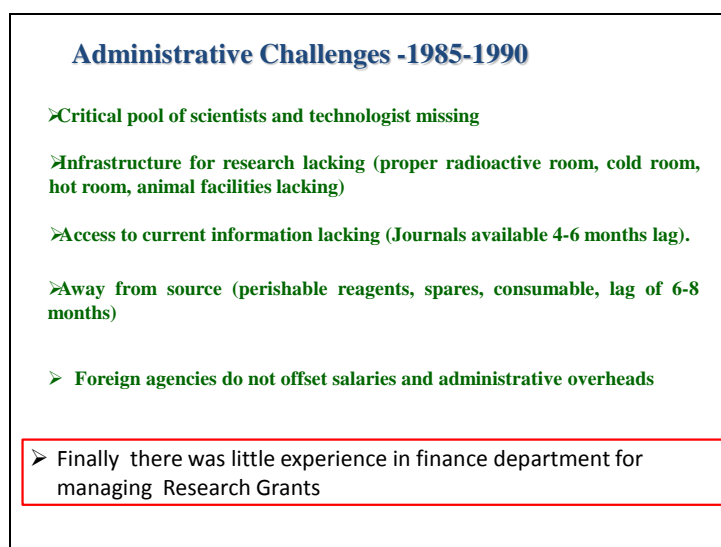 Administrative Challenges -1985-1990
➢Critical pool of scientists and technologist missing
➢Infrastructure for research lacking (proper radioactive room, cold room,
hot room, animal facilities lacking)
➢Access to current information lacking (Journals available 4-6 months lag).
➢Away from source (perishable reagents, spares, consumable, lag of 6-8
months)
➢ Foreign agencies do not offset salaries and administrative overheads
➢ Finally there was little experience in finance department for
managing Research Grants